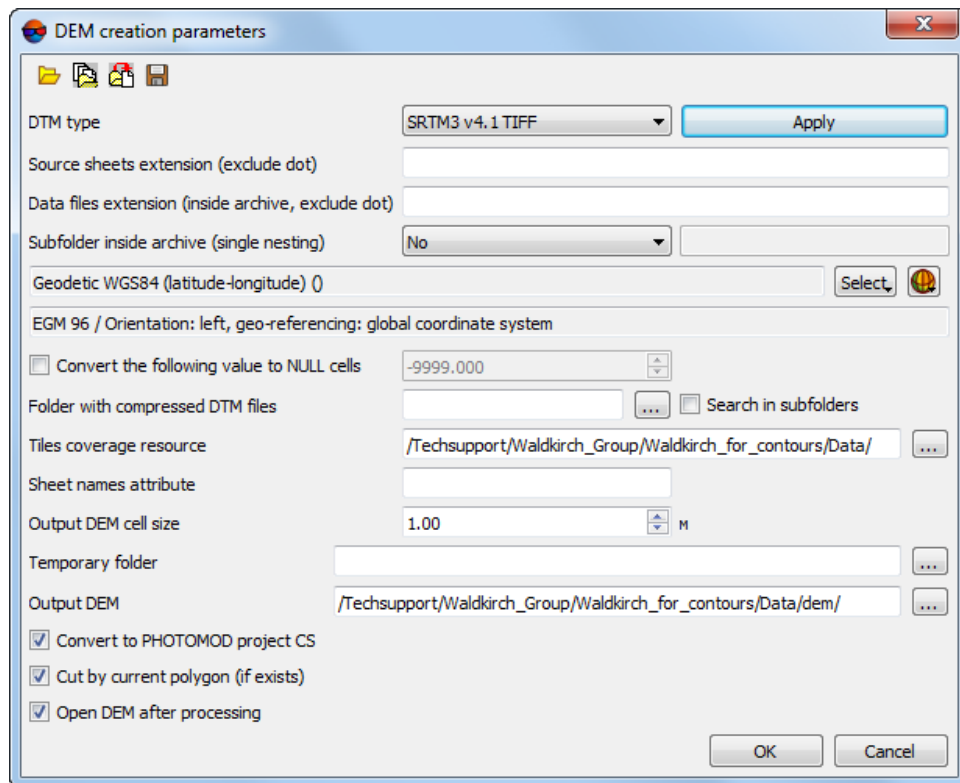 DEM creation parameters
DTM type SRTM3 v4.1 TIFF Apply
Source sheets extension (exclude dot)
Data files extension (inside archive, exclude dot)
Subfolder inside archive (single nesting) No
Geodetic WGS84 (latitude-longitude) () Select
EGM 96 / Orientation: left, geo-referencing: global coordinate system
Convert the following value to NULL cells -9999.000
Folder with compressed DTM files ... Search in subfolders
Tiles coverage resource /Techsupport/Waldkirch_Group/Waldkirch_for_contours/Data/ ...
Sheet names attribute
Output DEM cell size 1.00 м
Temporary folder ...
Output DEM /Techsupport/Waldkirch_Group/Waldkirch_for_contours/Data/dem/ ...
Convert to PHOTOMOD project CS
Cut by current polygon (if exists)
Open DEM after processing
OK Cancel